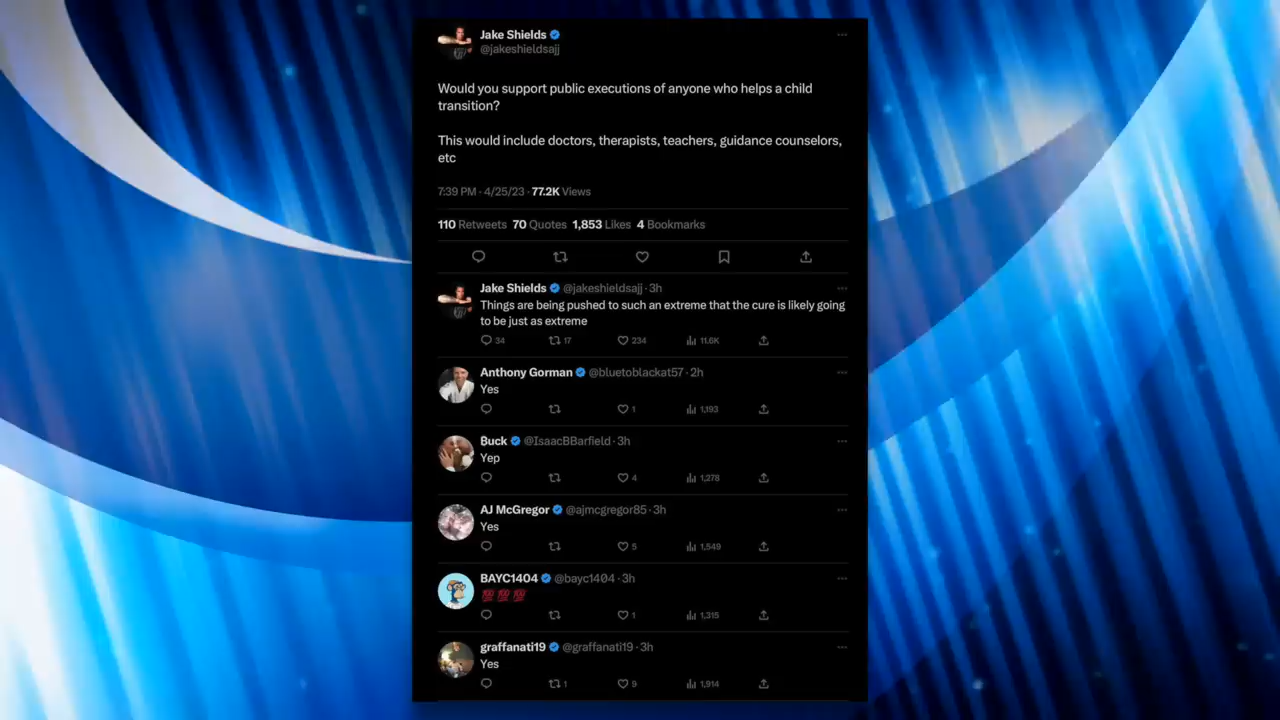 Jake Shields
@jakeshieldsajj
Would you support public executions of anyone who helps a child
transition?
This would include doctors, therapists, teachers, guidance counselors,
etc
7:39 PM · 4/25/23 · 77.2K Views
110 Retweets 70 Quotes 1,853 Likes 4 Bookmarks
Jake Shields @jakeshieldsajj · 3h
Things are being pushed to such an extreme that the cure is likely going
to be just as extreme
34 17 234 11.6K
Anthony Gorman @bluetoblackat57 · 2h
Yes
1 1,193
Buck @IsaacBBarfield · 3h
Yep
4 1,278
AJ McGregor @ajmcgregor85 · 3h
Yes
5 1,549
BAYC1404 @bayc1404 · 3h
💯💯💯
1 1,315
graffanati19 @graffanati19 · 3h
Yes
1 9 1,914